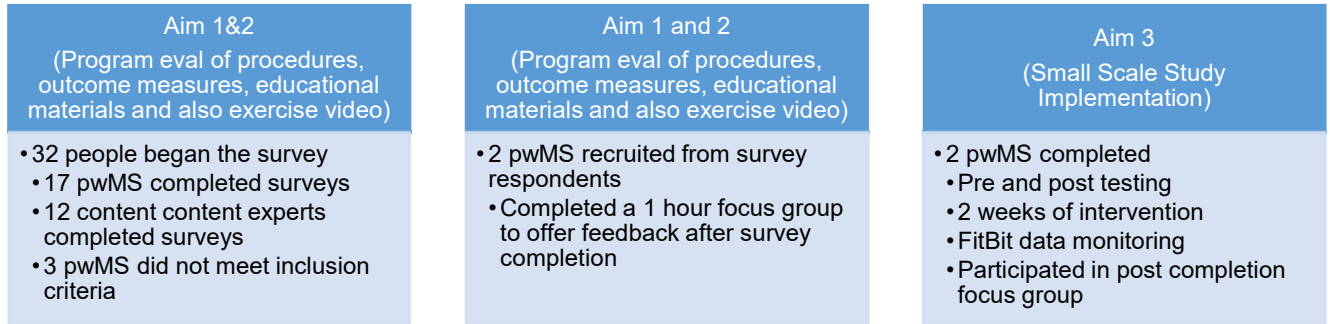 Aim 1&2
(Program eval of procedures,
outcome measures, educational
materials and also exercise video)
• 32 people began the survey
• 17 pwMS completed surveys
• 12 content content experts
completed surveys
• 3 pwMS did not meet inclusion
criteria
Aim 1 and 2
(Program eval of procedures,
outcome measures, educational
materials and also exercise video)
• 2 pwMS recruited from survey
respondents
• Completed a 1 hour focus group
to offer feedback after survey
completion
Aim 3
(Small Scale Study
Implementation)
• 2 pwMS completed
• Pre and post testing
• 2 weeks of intervention
• FitBit data monitoring
• Participated in post completion
focus group